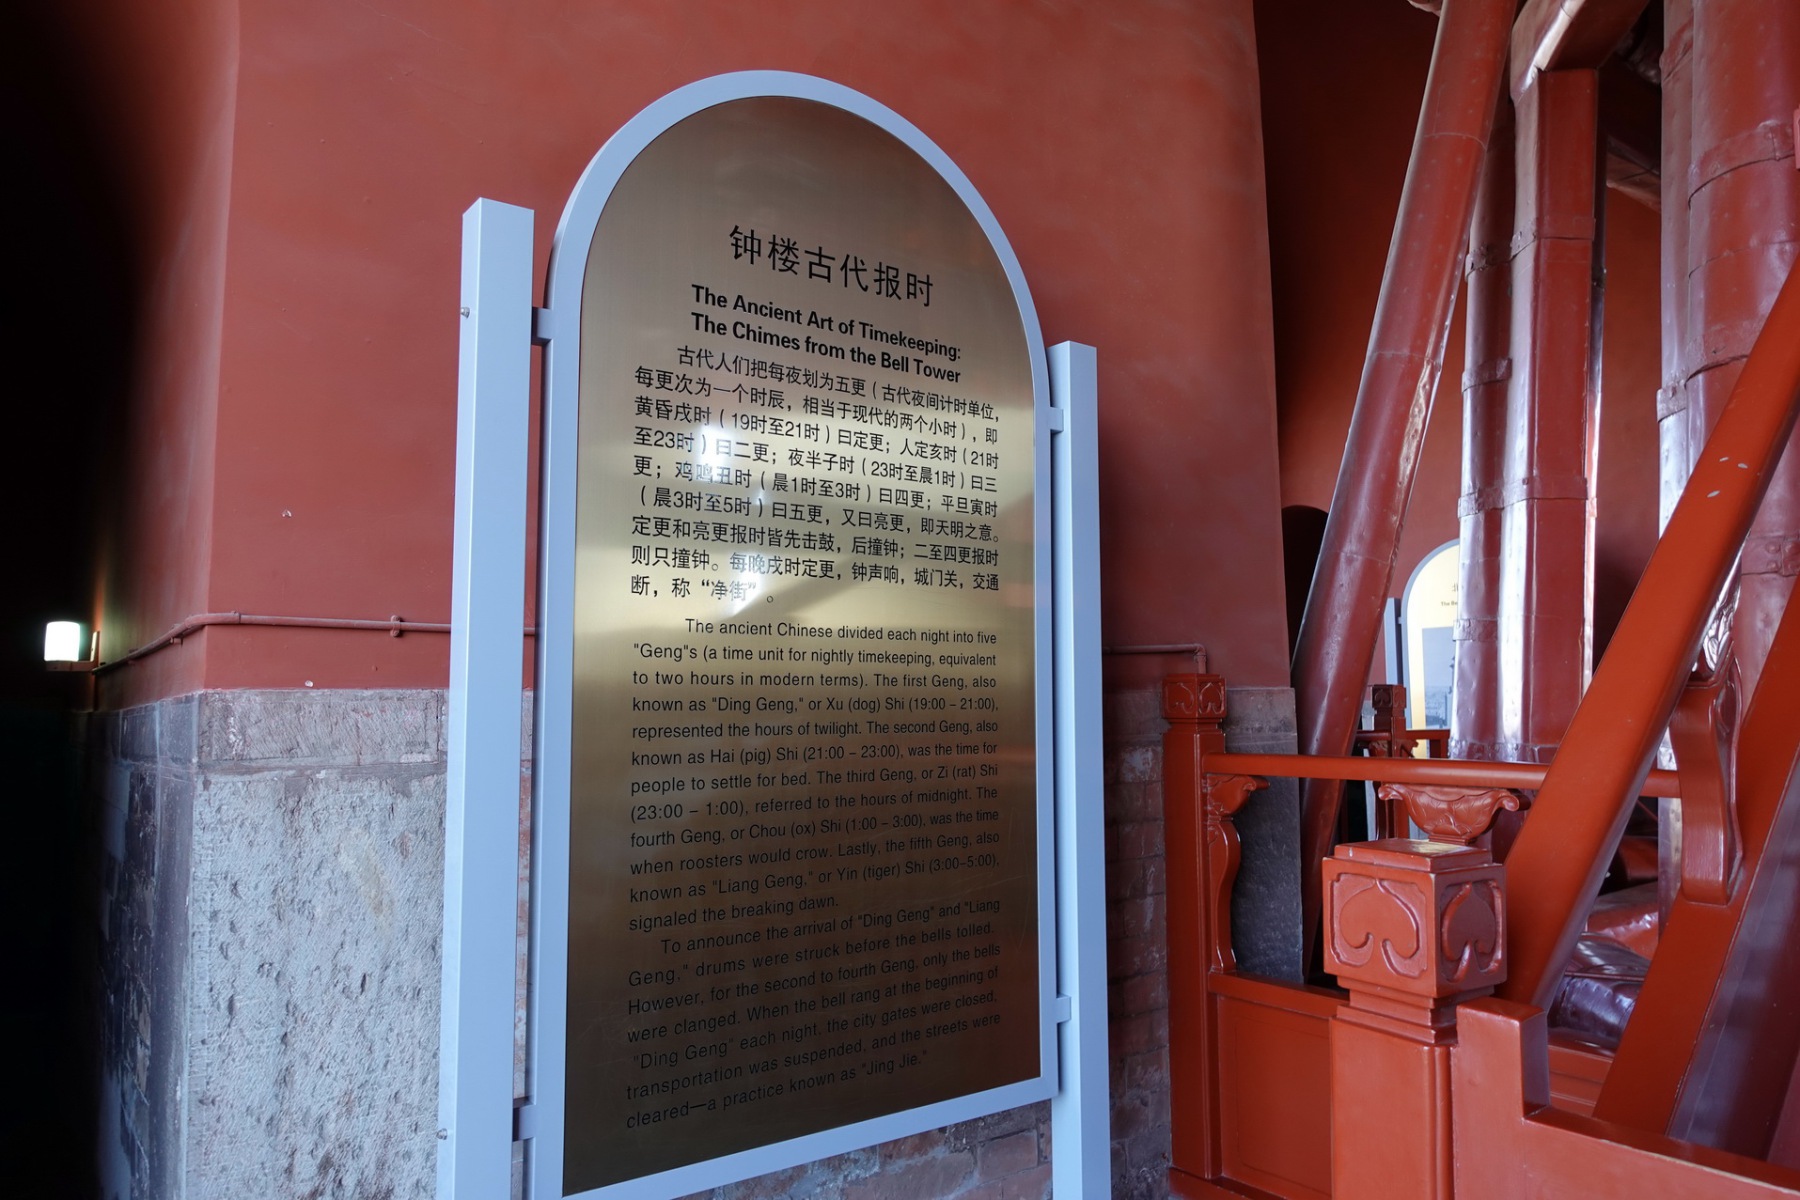 钟楼古代报时
The Ancient Art of Timekeeping:
The Chimes from the Bell Tower
古代人们把每夜划为五更（古代夜间计时单位，
每更次为一个时辰，相当于现代的两个小时），即
黄昏戌时（19时至21时）曰定更；人定亥时（21时
至23时）曰二更；夜半子时（23时至晨1时）曰三
更；鸡鸣丑时（晨1时至3时）曰四更；平旦寅时
（晨3时至5时）曰五更，又曰亮更，即天明之意。
定更和亮更报时皆先击鼓，后撞钟；二至四更报时
则只撞钟。每晚戌时定更，钟声响，城门关，交通
断，称“净街”。
The ancient Chinese divided each night into five
"Geng"s (a time unit for nightly timekeeping, equivalent
to two hours in modern terms). The first Geng, also
known as "Ding Geng," or Xu (dog) Shi (19:00 – 21:00),
represented the hours of twilight. The second Geng, also
known as Hai (pig) Shi (21:00 – 23:00), was the time for
people to settle for bed. The third Geng, or Zi (rat) Shi
(23:00 – 1:00), referred to the hours of midnight. The
fourth Geng, or Chou (ox) Shi (1:00 – 3:00), was the time
when roosters would crow. Lastly, the fifth Geng, also
known as "Liang Geng," or Yin (tiger) Shi (3:00–5:00),
signaled the breaking dawn.
To announce the arrival of "Ding Geng" and "Liang
Geng," drums were struck before the bells tolled.
However, for the second to fourth Geng, only the bells
were clanged. When the bell rang at the beginning of
"Ding Geng" each night, the city gates were closed,
transportation was suspended, and the streets were
cleared—a practice known as "Jing Jie."